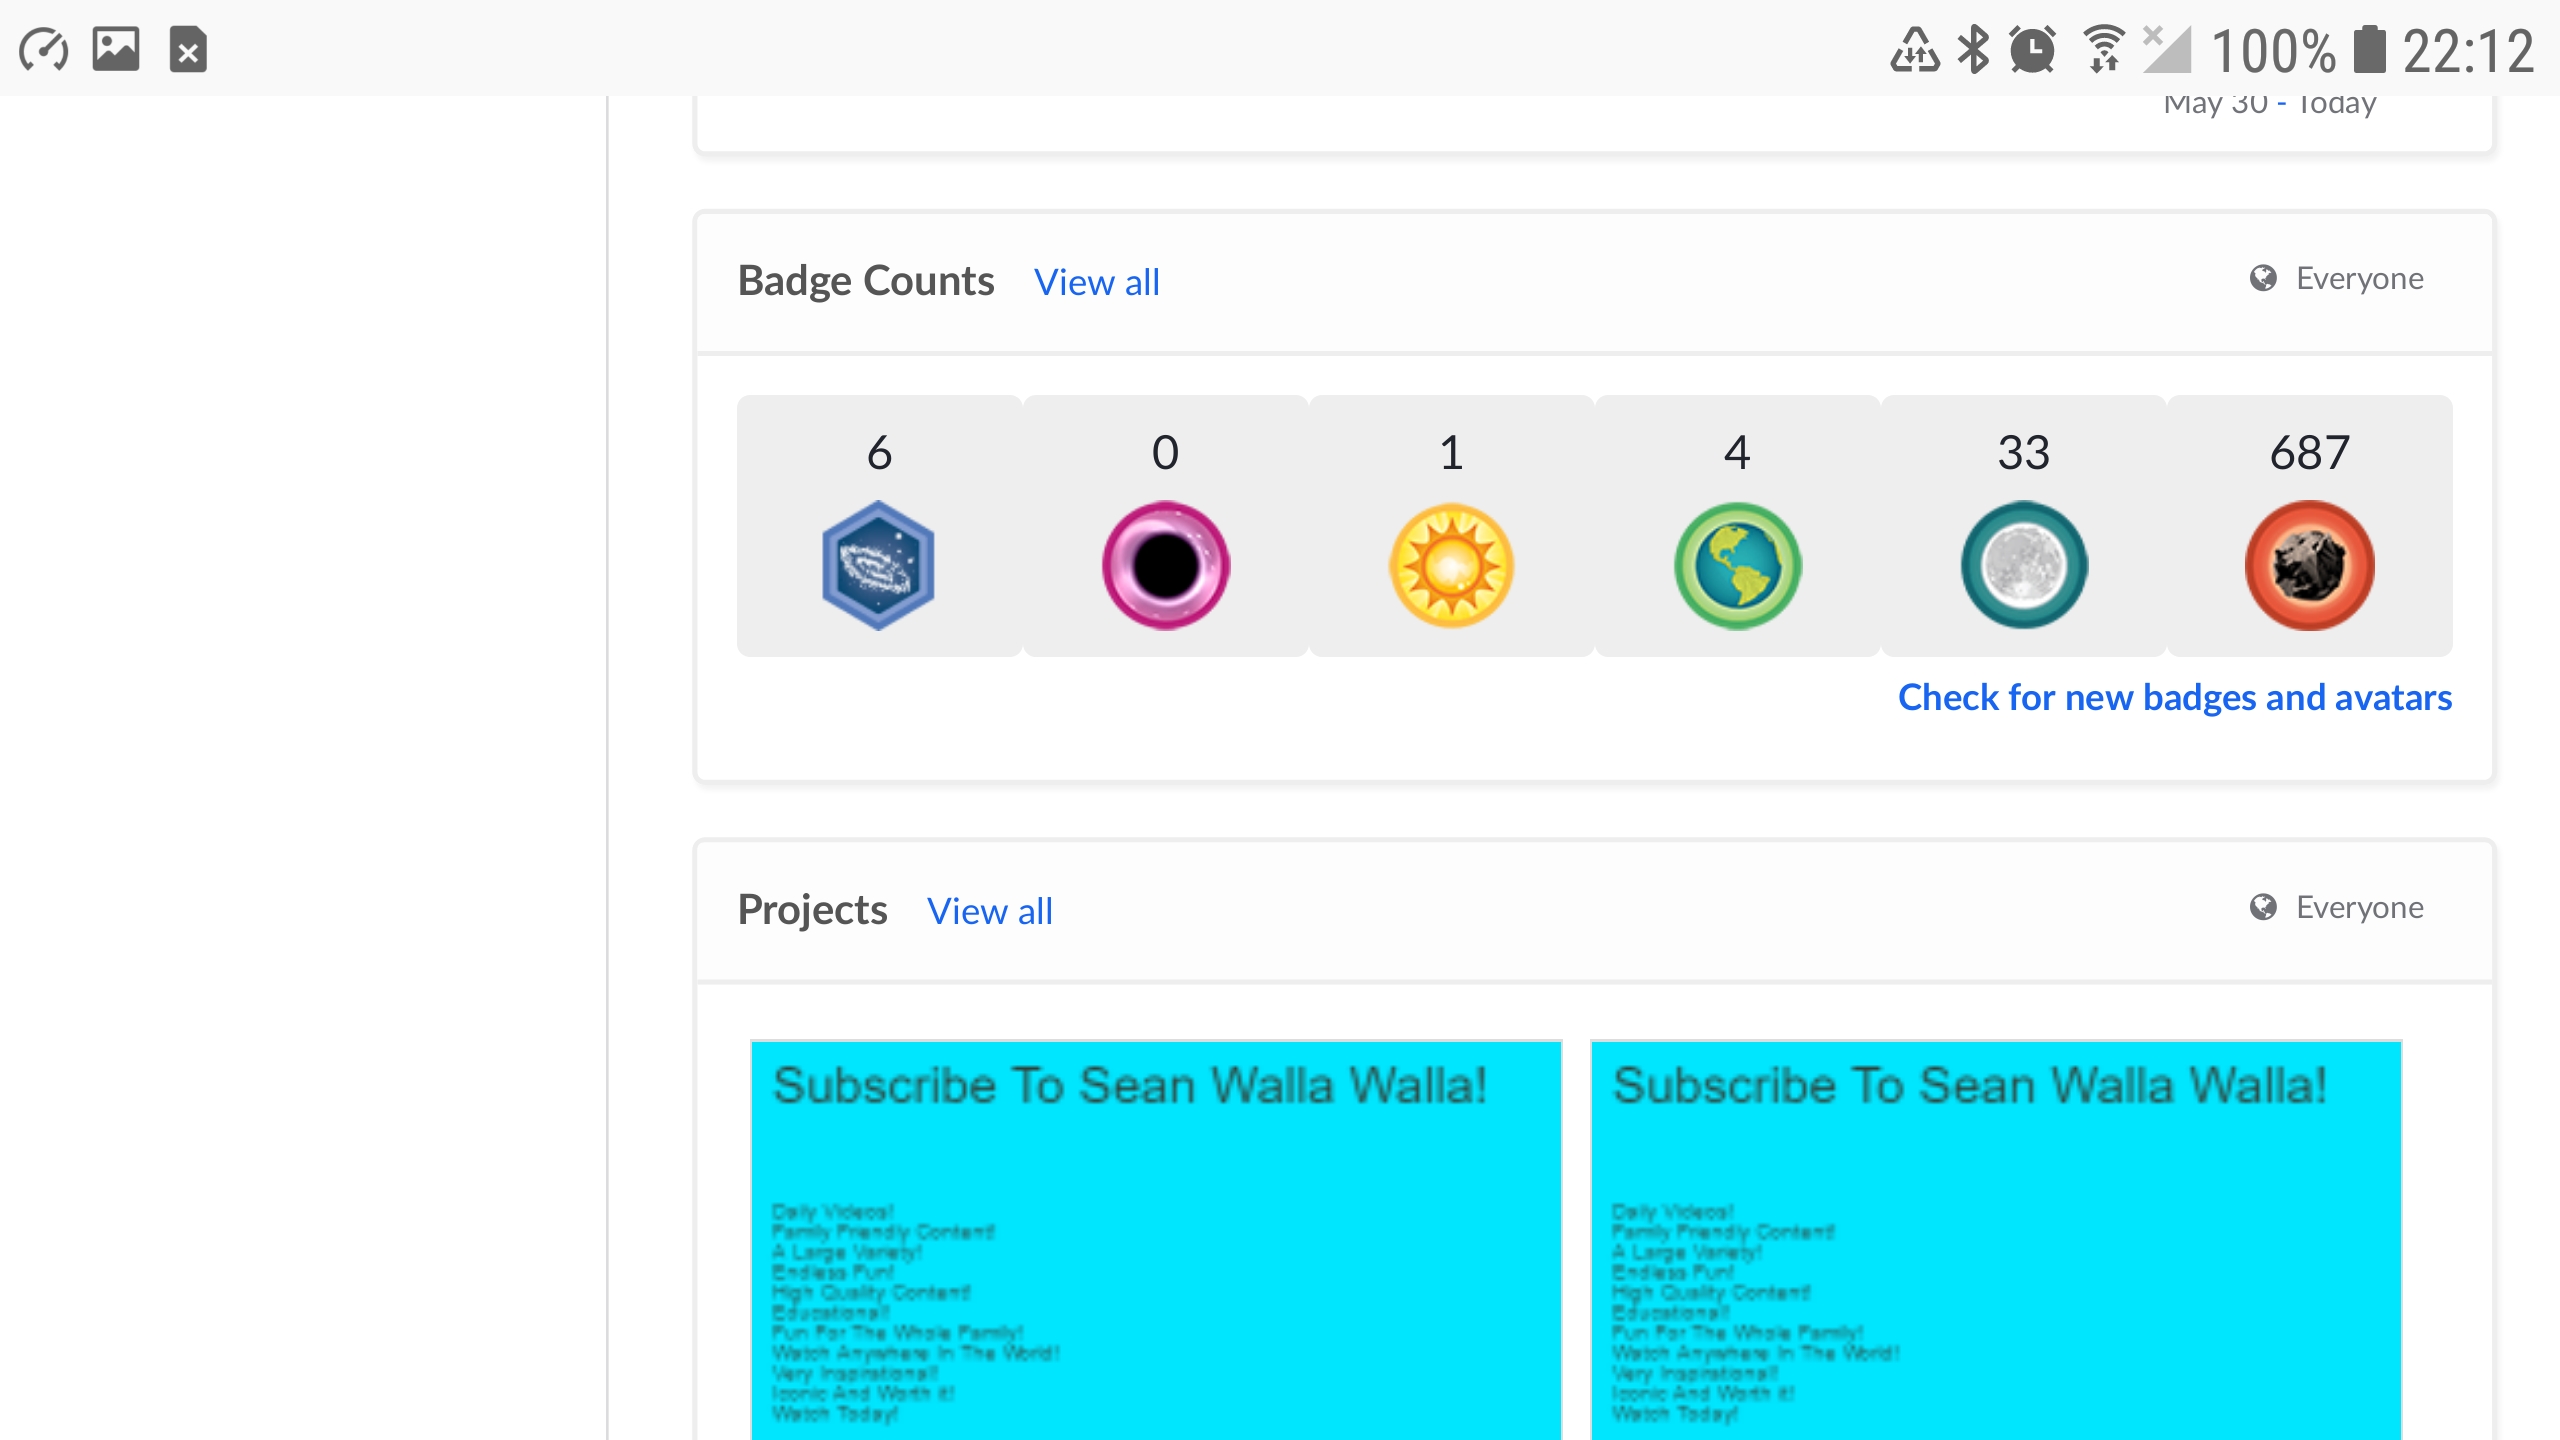 100% 22:12
May 30 - Today
Badge Counts View all Everyone
6 0 1 4 33 687
Check for new badges and avatars
Projects View all Everyone
Subscribe To Sean Walla Walla! Subscribe To Sean Walla Walla!
Daily Videos! Daily Videos!
Family Friendly Content! Family Friendly Content!
A Large Variety! A Large Variety!
Endless Fun! Endless Fun!
High Quality Content! High Quality Content!
Educational! Educational!
Fun For The Whole Family! Fun For The Whole Family!
Watch Anywhere In The World! Watch Anywhere In The World!
Very Inspirational! Very Inspirational!
Iconic And Worth it! Iconic And Worth it!
Watch Today! Watch Today!